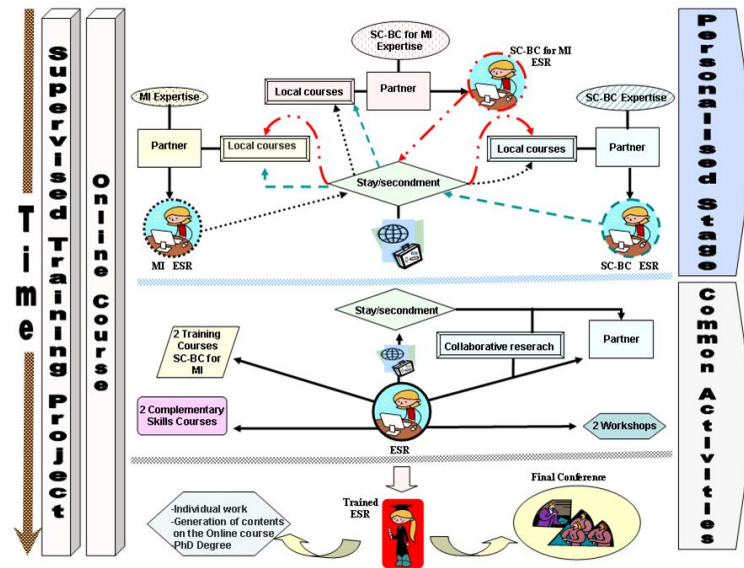 Time
Supervised Training Project
Online Course
SC-BC for MI
Expertise
SC-BC for MI
ESR
MI Expertise
Local courses
Partner
SC-BC Expertise
Partner
Local courses
Local courses
Partner
Stay/secondment
MI ESR
SC-BC ESR
Personalised Stage
Stay/secondment
2 Training
Courses
SC-BC for
MI
Collaborative reserach
Partner
2 Complementary
Skills Courses
2 Workshops
ESR
Common Activities
-Individual work
-Generation of contents
on the Online course
-PhD Degree
Trained
ESR
Final Conference